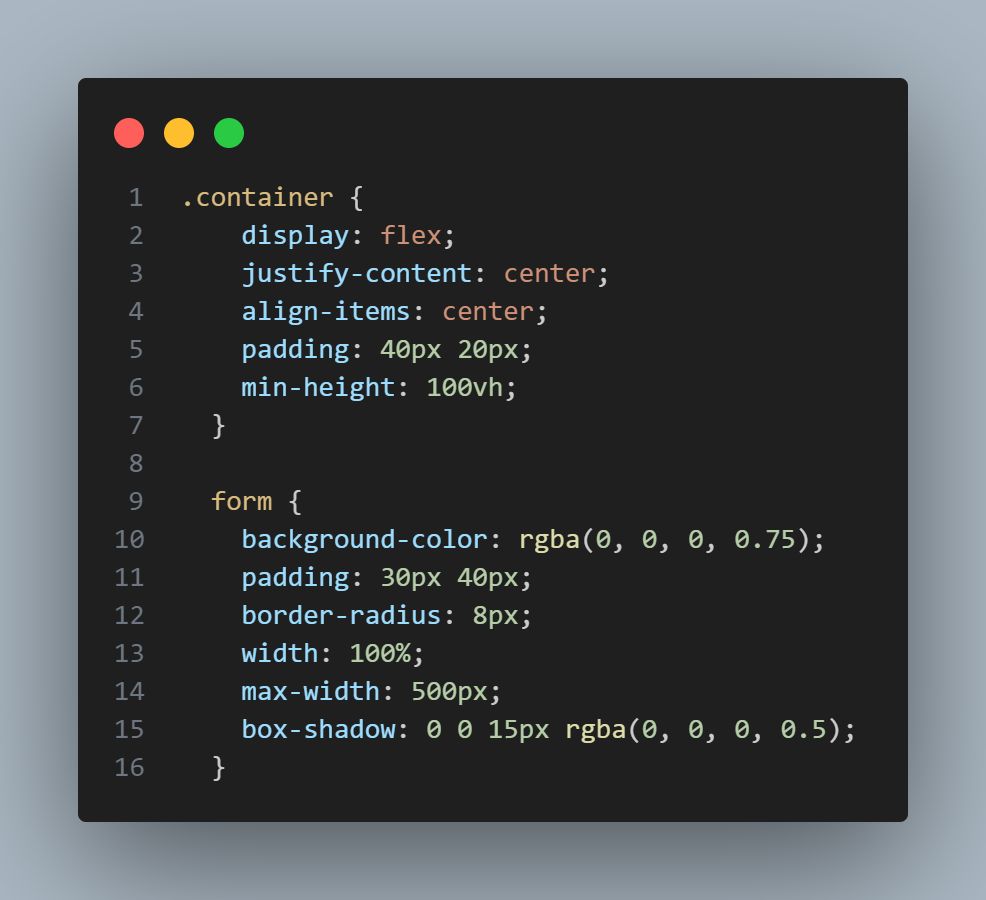 1 .container {
2     display: flex;
3     justify-content: center;
4     align-items: center;
5     padding: 40px 20px;
6     min-height: 100vh;
7   }
8
9   form {
10     background-color: rgba(0, 0, 0, 0.75);
11     padding: 30px 40px;
12     border-radius: 8px;
13     width: 100%;
14     max-width: 500px;
15     box-shadow: 0 0 15px rgba(0, 0, 0, 0.5);
16   }